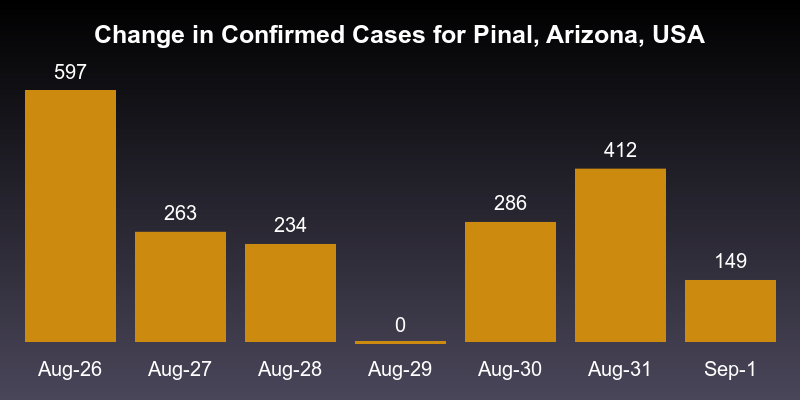 Change in Confirmed Cases for Pinal, Arizona, USA
597
263
234
0
286
412
149
Aug-26
Aug-27
Aug-28
Aug-29
Aug-30
Aug-31
Sep-1